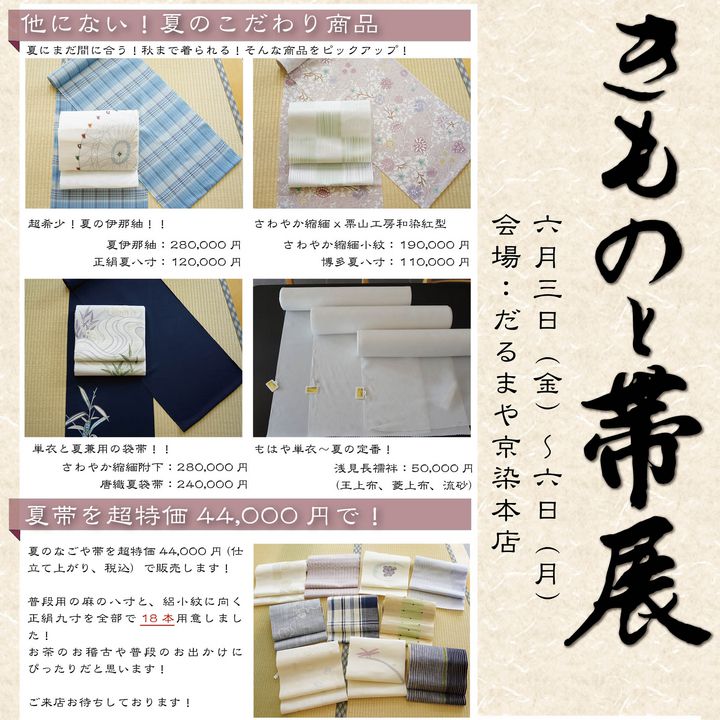 きものと帯展
六月三日（金）～六日（月）
会場：だるまや京染本店
他にない！夏のこだわり商品
夏にまだ間に合う！秋まで着られる！そんな商品をピックアップ！
超希少！夏の伊那紬！！
夏伊那紬：280,000円
正絹夏八寸：120,000円
さわやか縮緬x栗山工房和染紅型
さわやか縮緬小紋：190,000円
博多夏八寸：110,000円
単衣と夏兼用の袋帯！！
さわやか縮緬附下：280,000円
唐織夏袋帯：240,000円
もはや単衣～夏の定番！
浅見長襦袢：50,000円
(王上布、菱上布、流砂)
夏帯を超特価44,000円で！
夏のなごや帯を超特価44,000円(仕
立て上がり、税込）で販売します！
普段用の麻の八寸と、絽小紋に向く
正絹九寸を全部で18本用意しまし
た！
お茶のお稽古や普段のお出かけに
ぴったりだと思います！
ご来店お待ちしております！